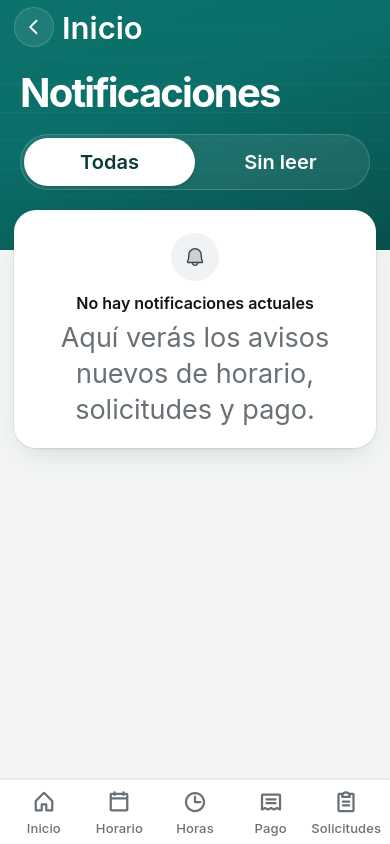 Inicio
Notificaciones
Todas
Sin leer
No hay notificaciones actuales
Aquí verás los avisos
nuevos de horario,
solicitudes y pago.
Inicio
Horario
Horas
Pago
Solicitudes